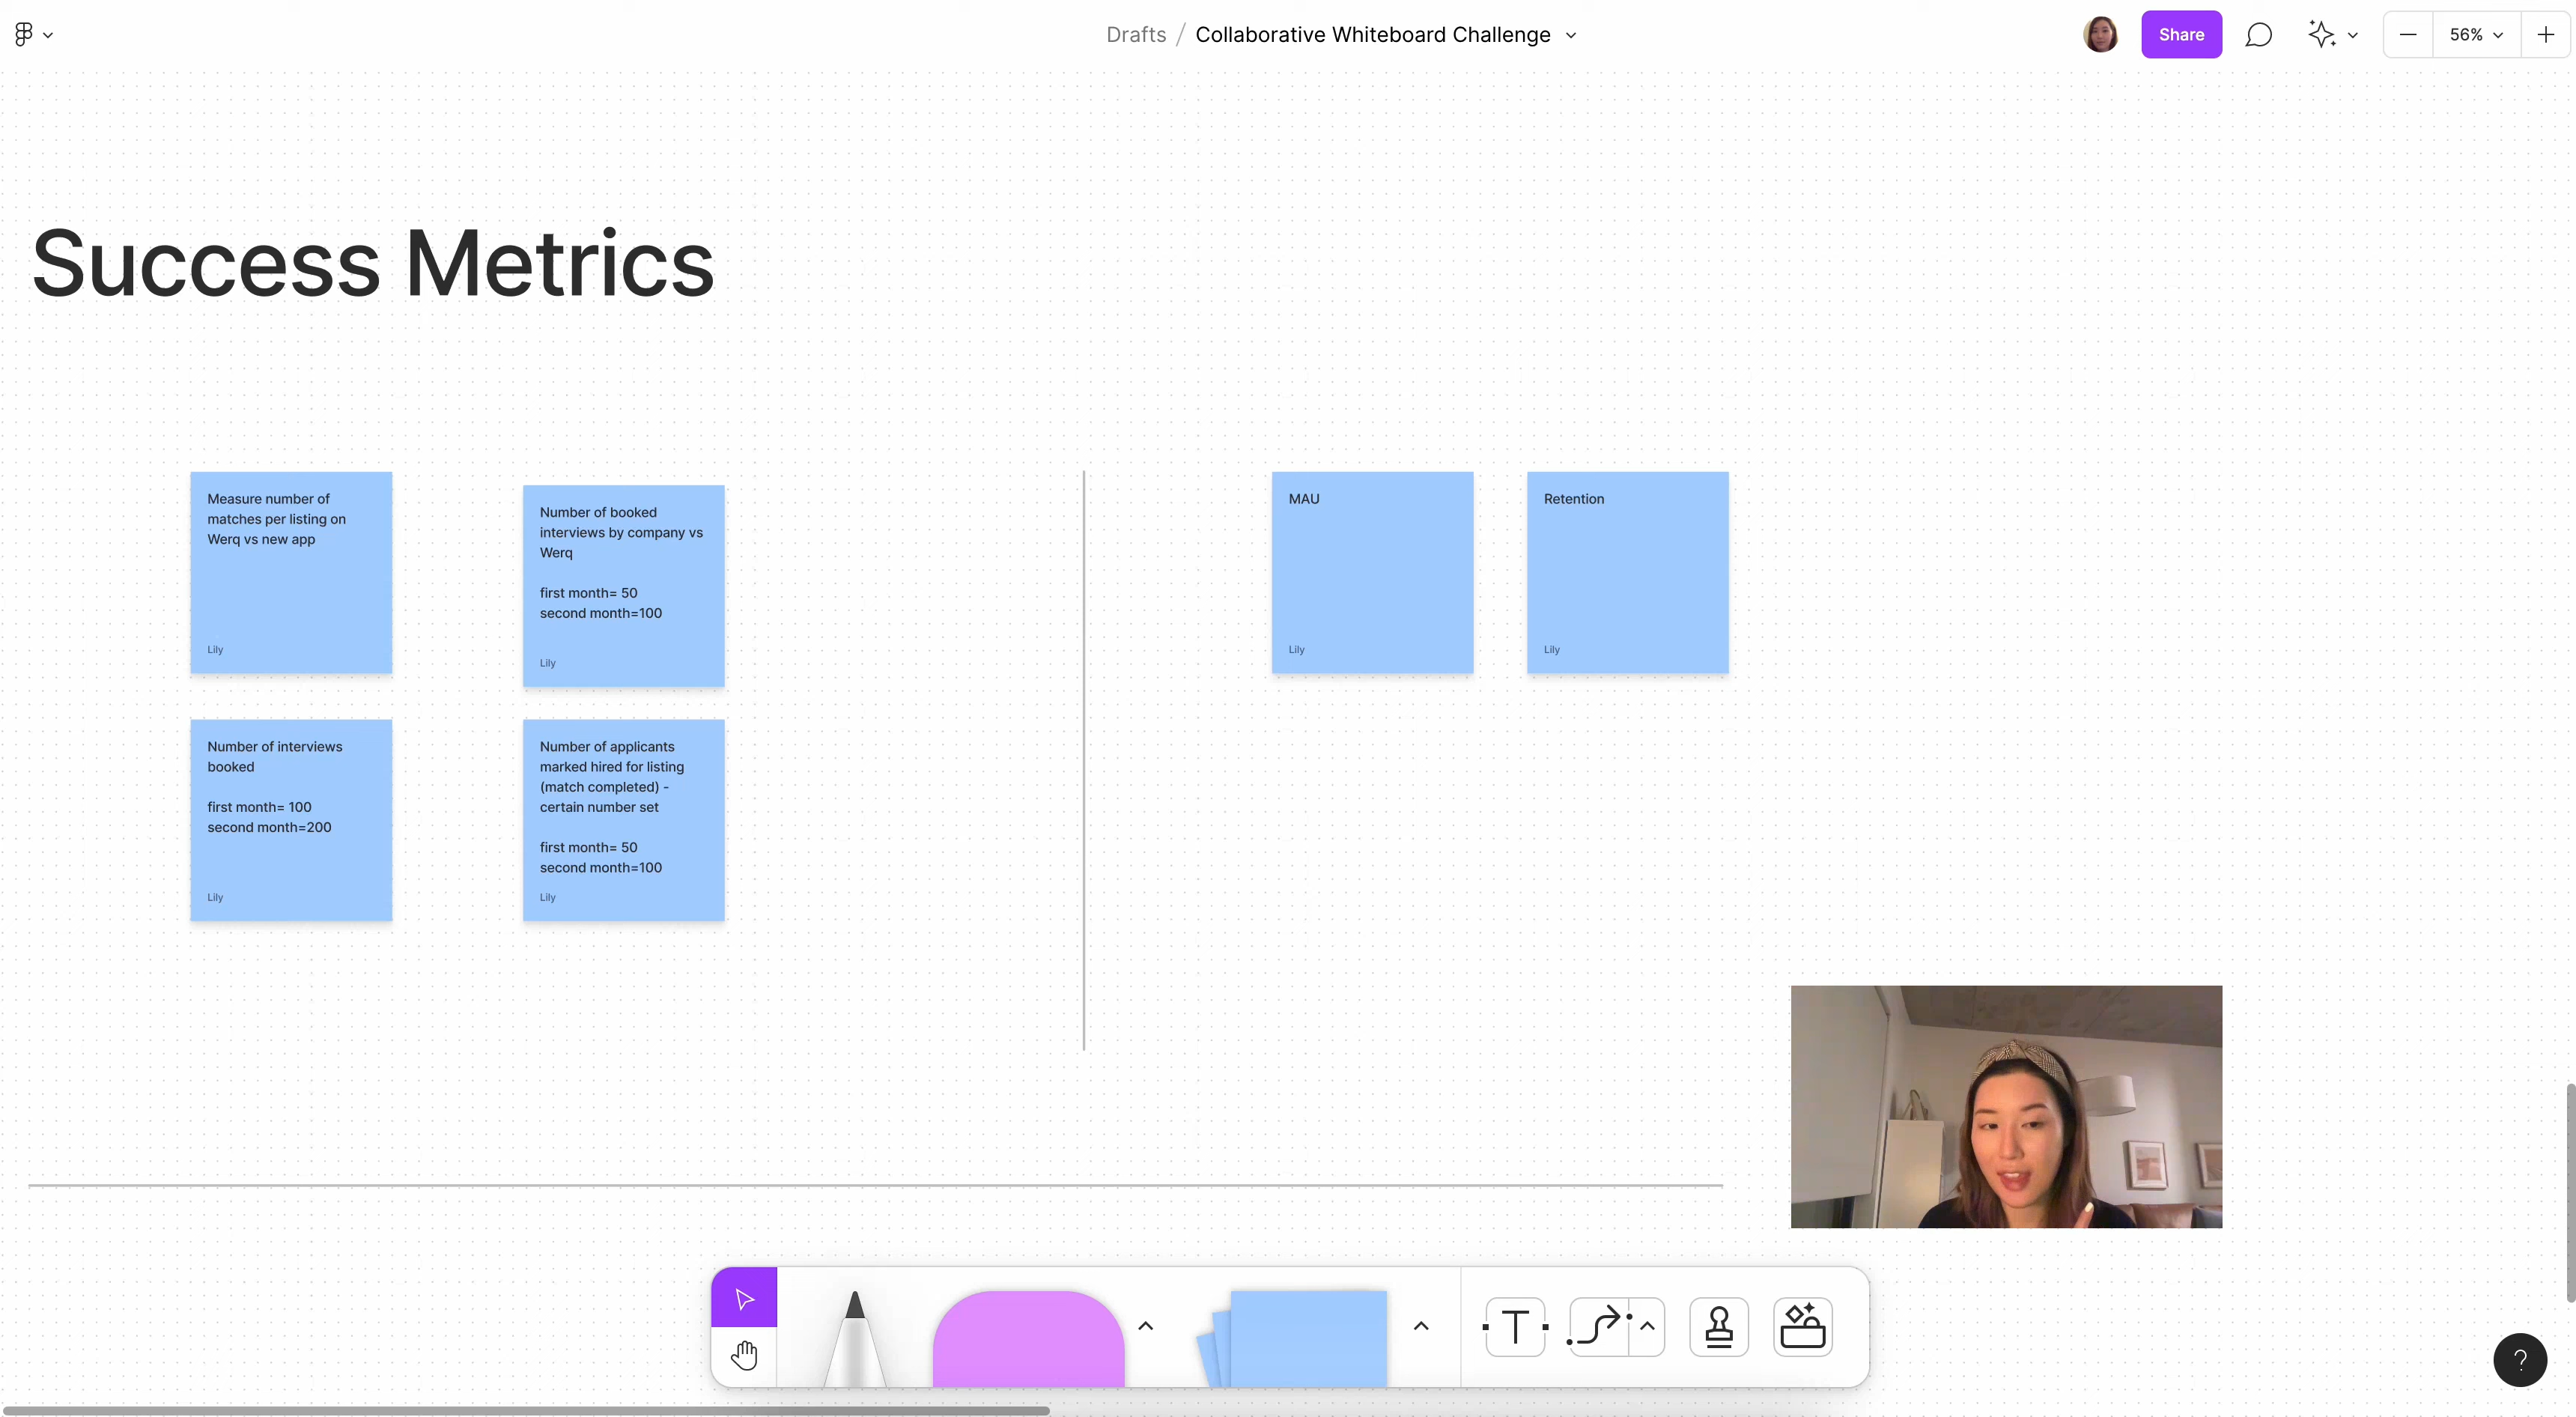 Drafts / Collaborative Whiteboard Challenge
Share
56%
Success Metrics
Measure number of
matches per listing on
Werq vs new app
Lily
Number of booked
interviews by company vs
Werq
first month= 50
second month=100
Lily
MAU
Lily
Retention
Lily
Number of interviews
booked
first month= 100
second month=200
Lily
Number of applicants
marked hired for listing
(match completed) -
certain number set
first month= 50
second month=100
Lily
T
?